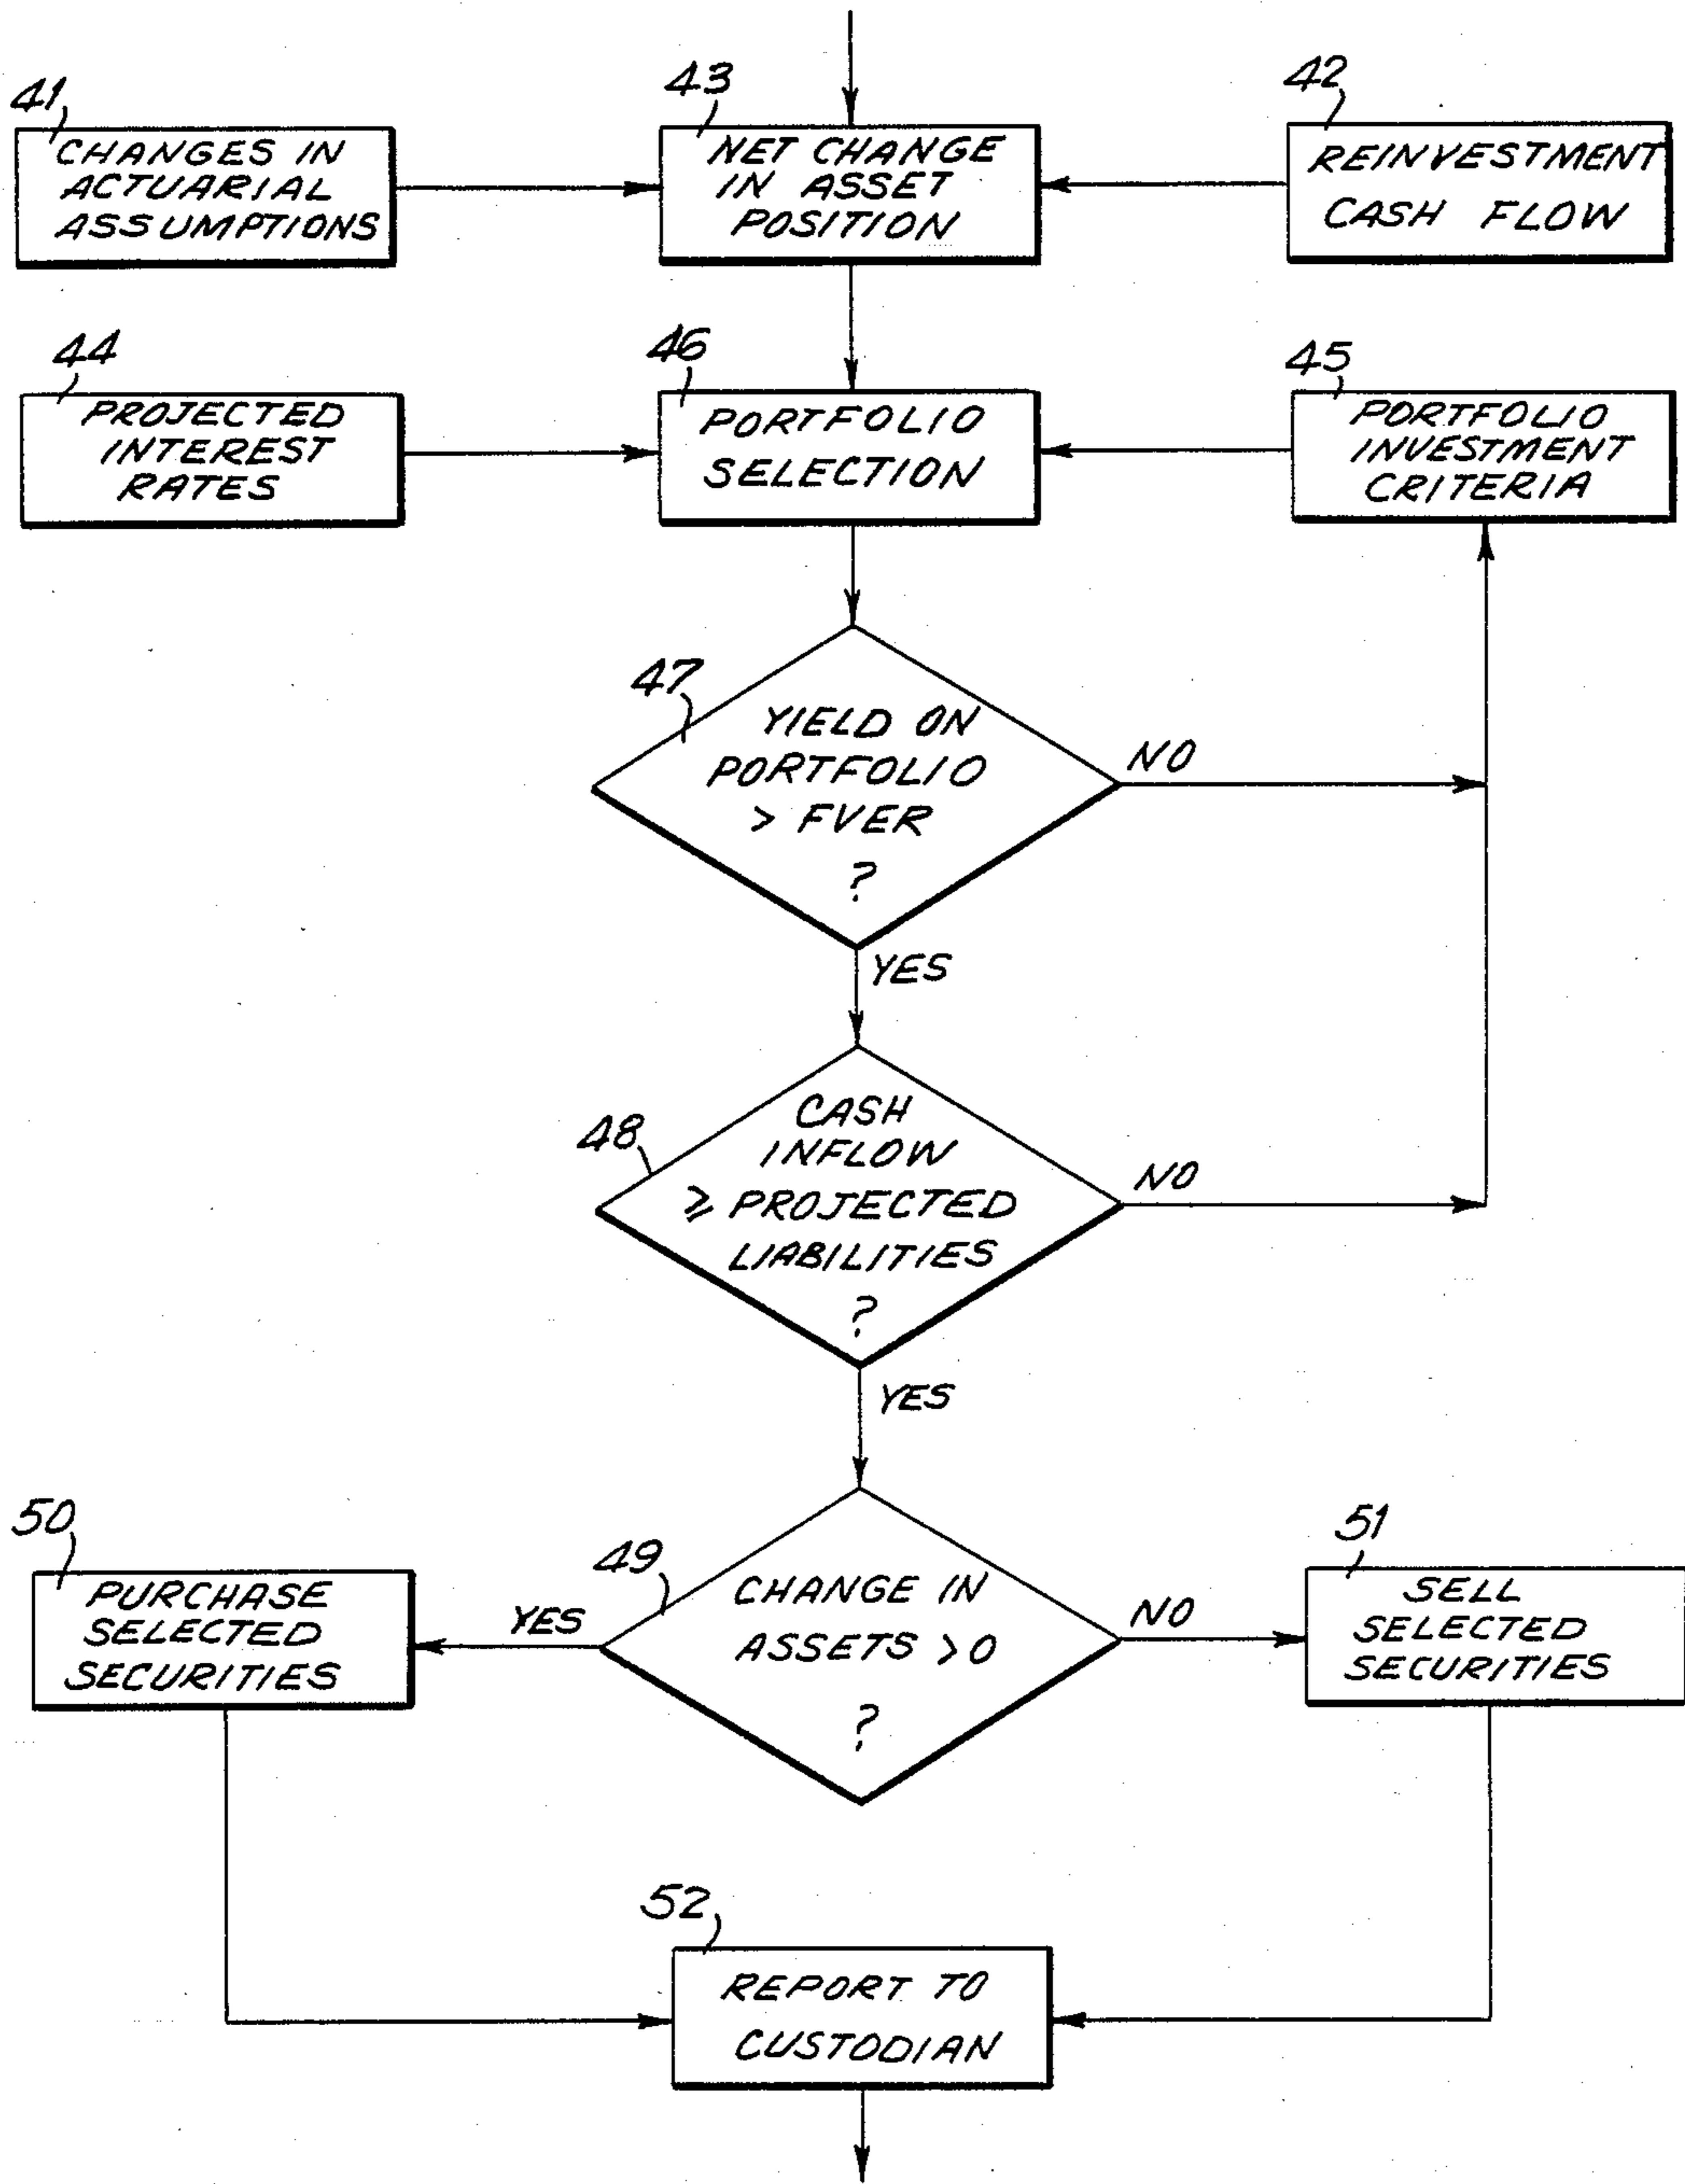 41
CHANGES IN
ACTUARIAL
ASSUMPTIONS
43
NET CHANGE
IN ASSET
POSITION
42
REINVESTMENT
CASH FLOW
44
PROJECTED
INTEREST
RATES
46
PORTFOLIO
SELECTION
45
PORTFOLIO
INVESTMENT
CRITERIA
47
YIELD ON
PORTFOLIO
> FVER
?
NO
YES
48
CASH
INFLOW
≥ PROJECTED
LIABILITIES
?
NO
YES
49
CHANGE IN
ASSETS >0
?
YES
NO
50
PURCHASE
SELECTED
SECURITIES
51
SELL
SELECTED
SECURITIES
52
REPORT TO
CUSTODIAN